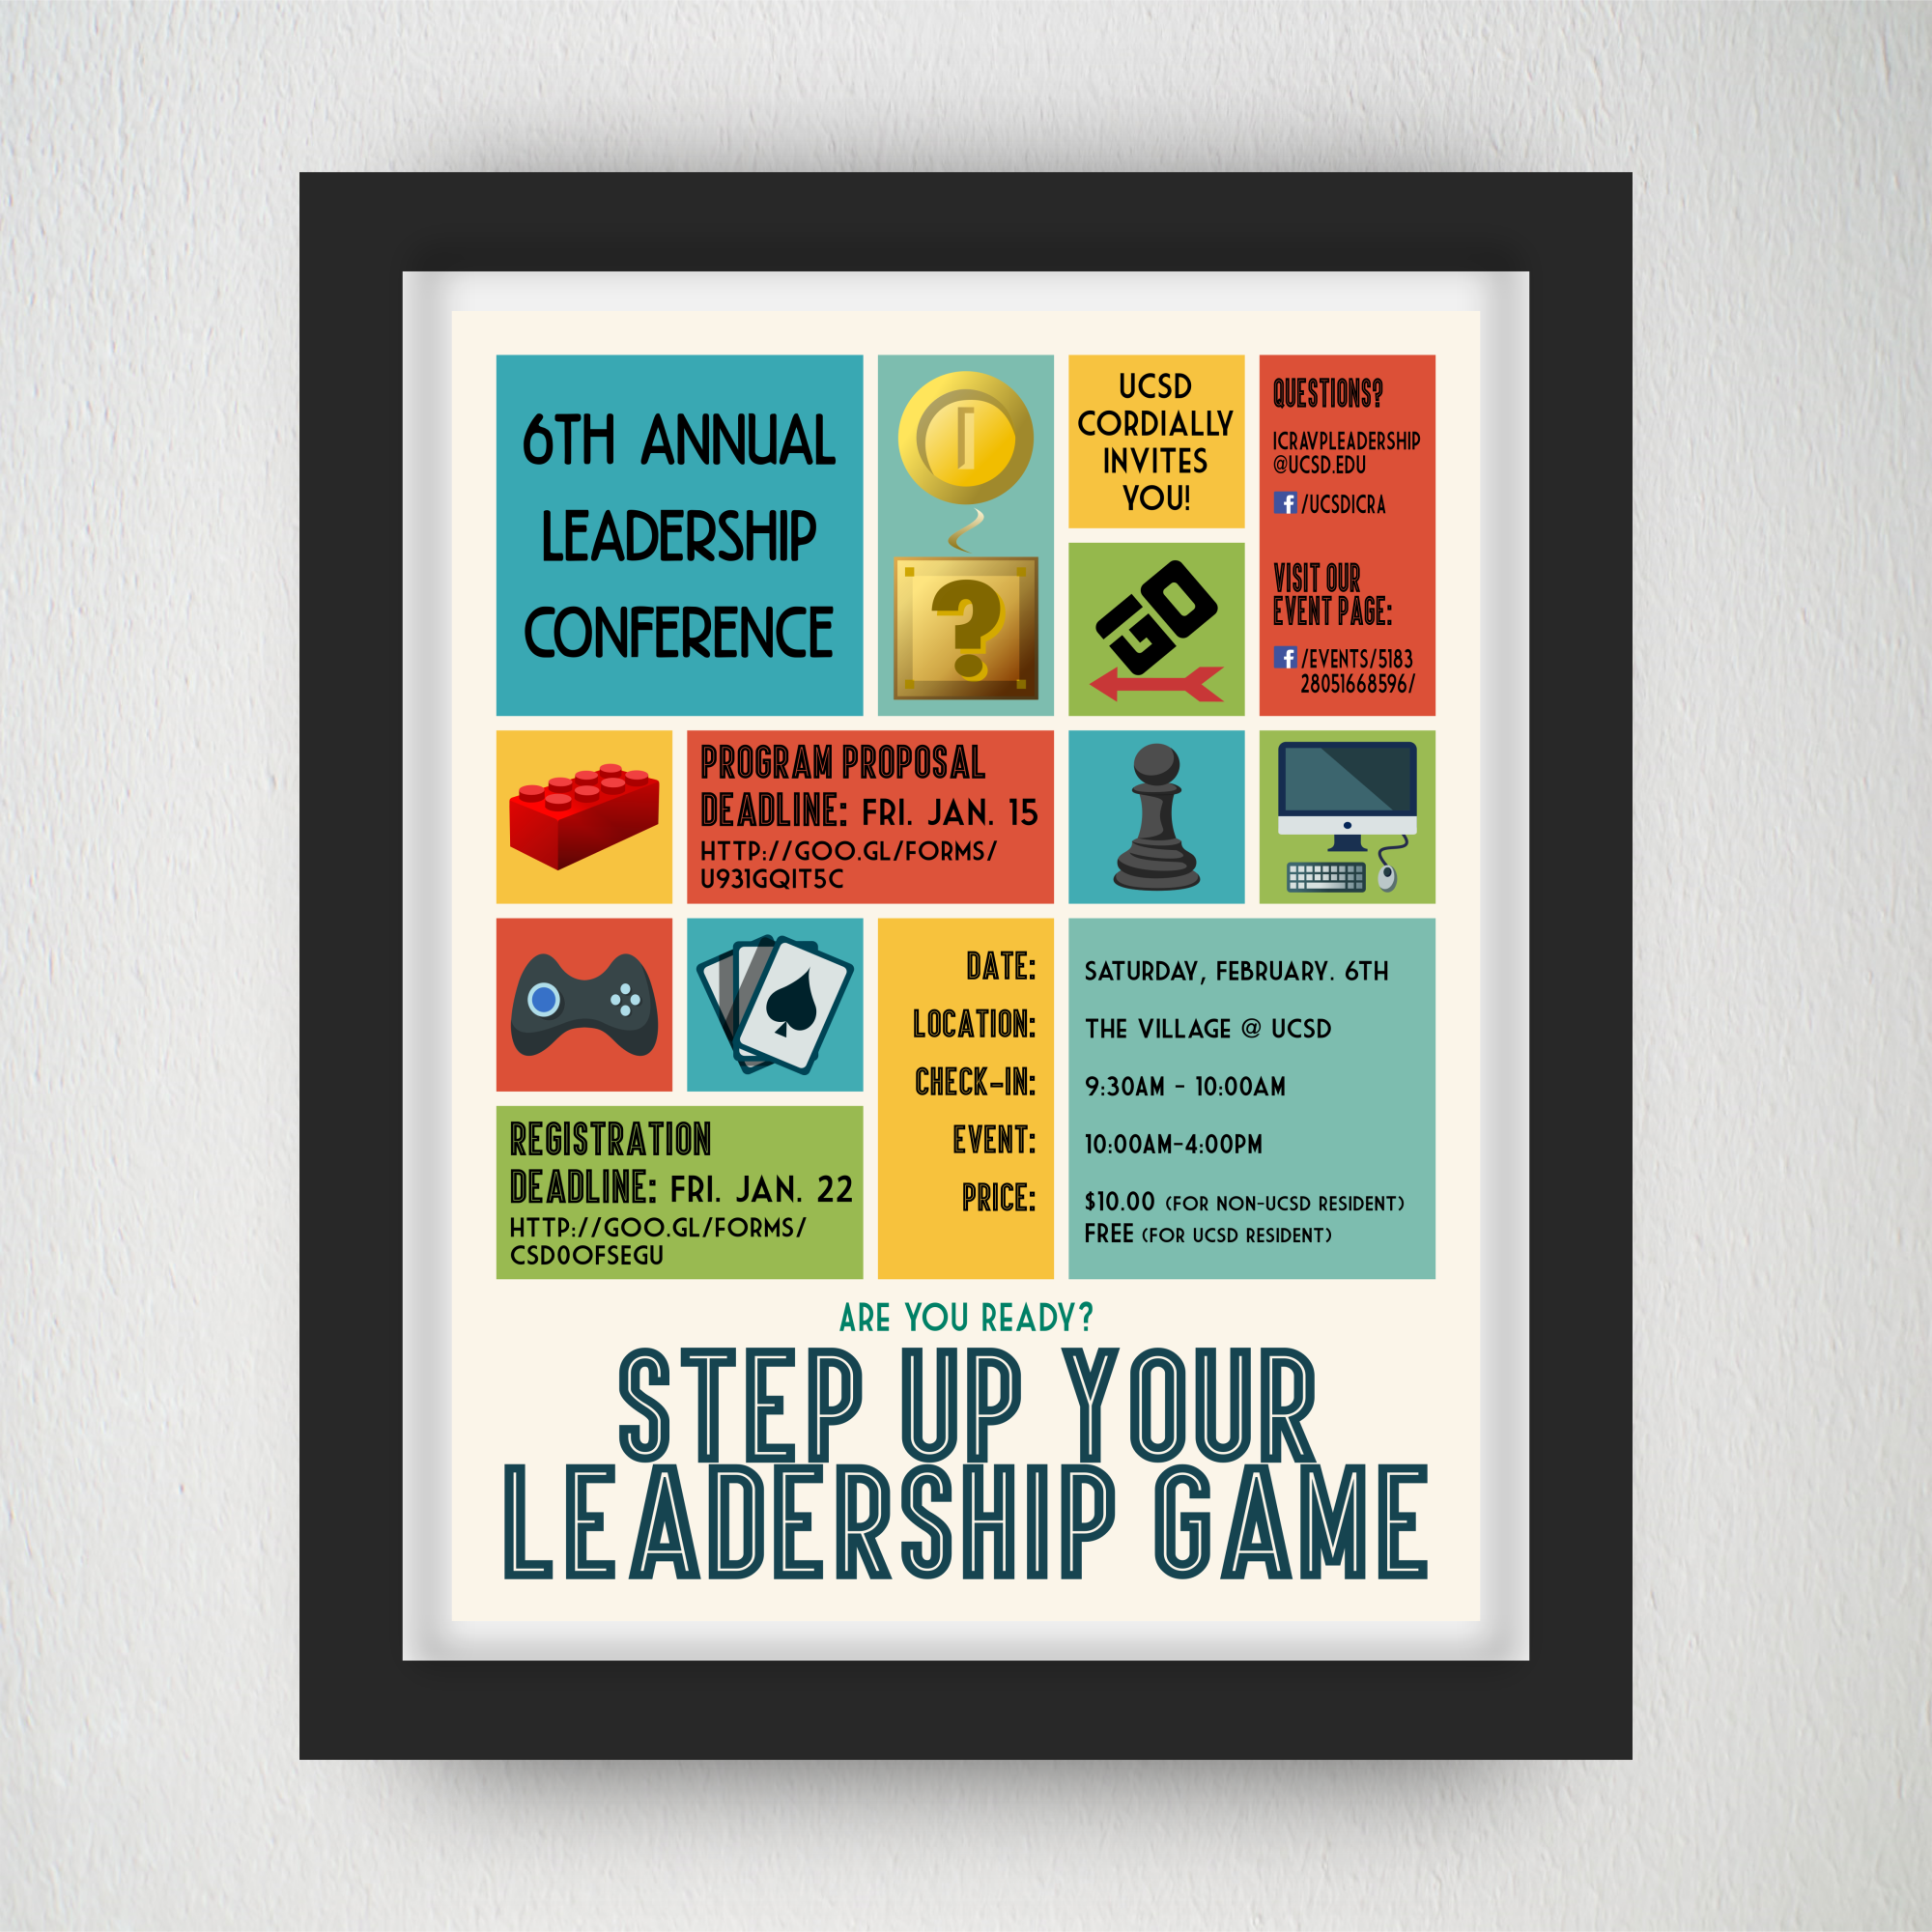 6TH ANNUAL
LEADERSHIP
CONFERENCE
?
UCSD
CORDIALLY
INVITES
YOU!
GO
QUESTIONS?
ICRAVPLEADERSHIP
@UCSD.EDU
f /UCSDICRA
VISIT OUR
EVENT PAGE:
f /EVENTS/5183
28051668596/
PROGRAM PROPOSAL
DEADLINE: FRI. JAN. 15
HTTP://GOO.GL/FORMS/
U931GQIT5C
DATE: SATURDAY, FEBRUARY. 6TH
LOCATION: THE VILLAGE @ UCSD
CHECK-IN: 9:30AM - 10:00AM
EVENT: 10:00AM-4:00PM
PRICE: $10.00 (FOR NON-UCSD RESIDENT)
FREE (FOR UCSD RESIDENT)
REGISTRATION
DEADLINE: FRI. JAN. 22
HTTP://GOO.GL/FORMS/
CSD0OFSEGU
ARE YOU READY?
STEP UP YOUR
LEADERSHIP GAME